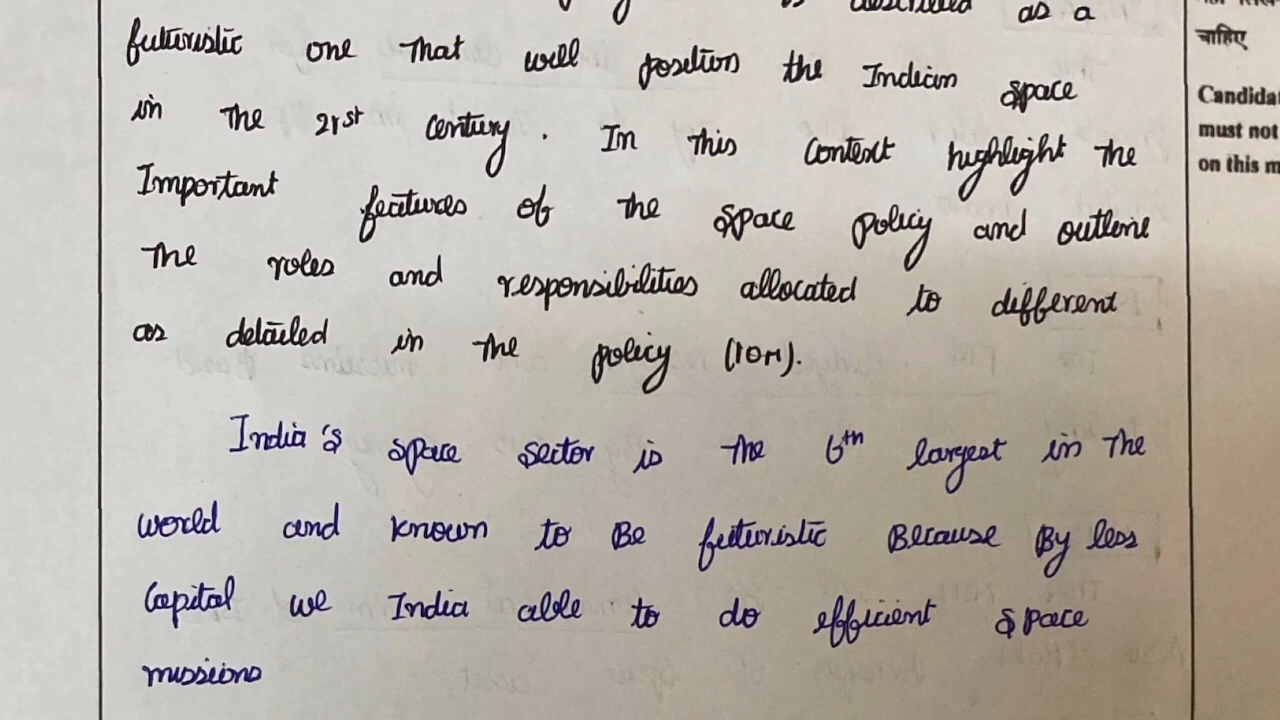 as a
futuristic one that will position the Indian space
in the 21st century. In this context highlight the
Important features of the space policy and outline
the roles and responsibilities allocated to different
as detailed in the policy (10M).
India's space sector is the 6th largest in the
world and known to Be futuristic Because By less
Capital we India able to do efficient space
missions
चाहिए
Candida
must not
on this m